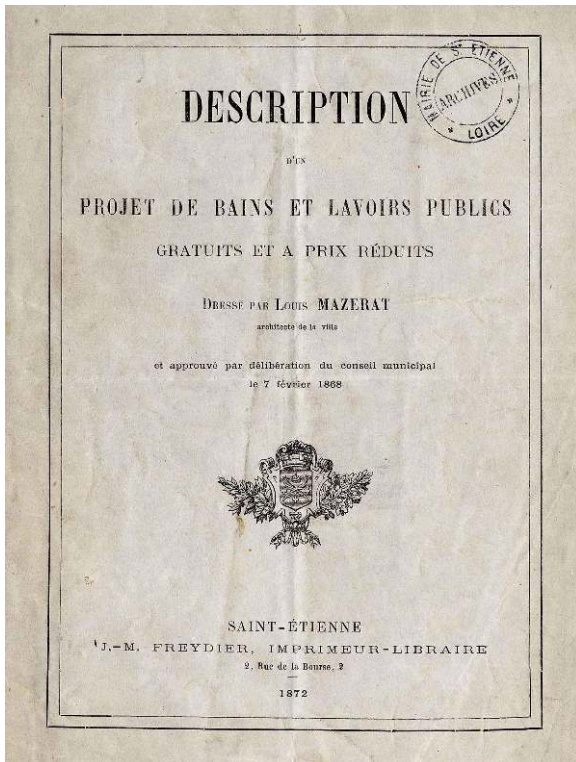 DESCRIPTION
D'UN
PROJET DE BAINS ET LAVOIRS PUBLICS
GRATUITS ET A PRIX RÉDUITS
DRESSÉ PAR LOUIS MAZERAT
architecte de la ville
et approuvé par délibération du conseil municipal
le 7 février 1868
MAIRIE DE St ETIENNE
ARCHIVES
* LOIRE *
SAINT-ÉTIENNE
J.-M. FREYDIER, IMPRIMEUR-LIBRAIRE
2, Rue de la Bourse, 2
1872